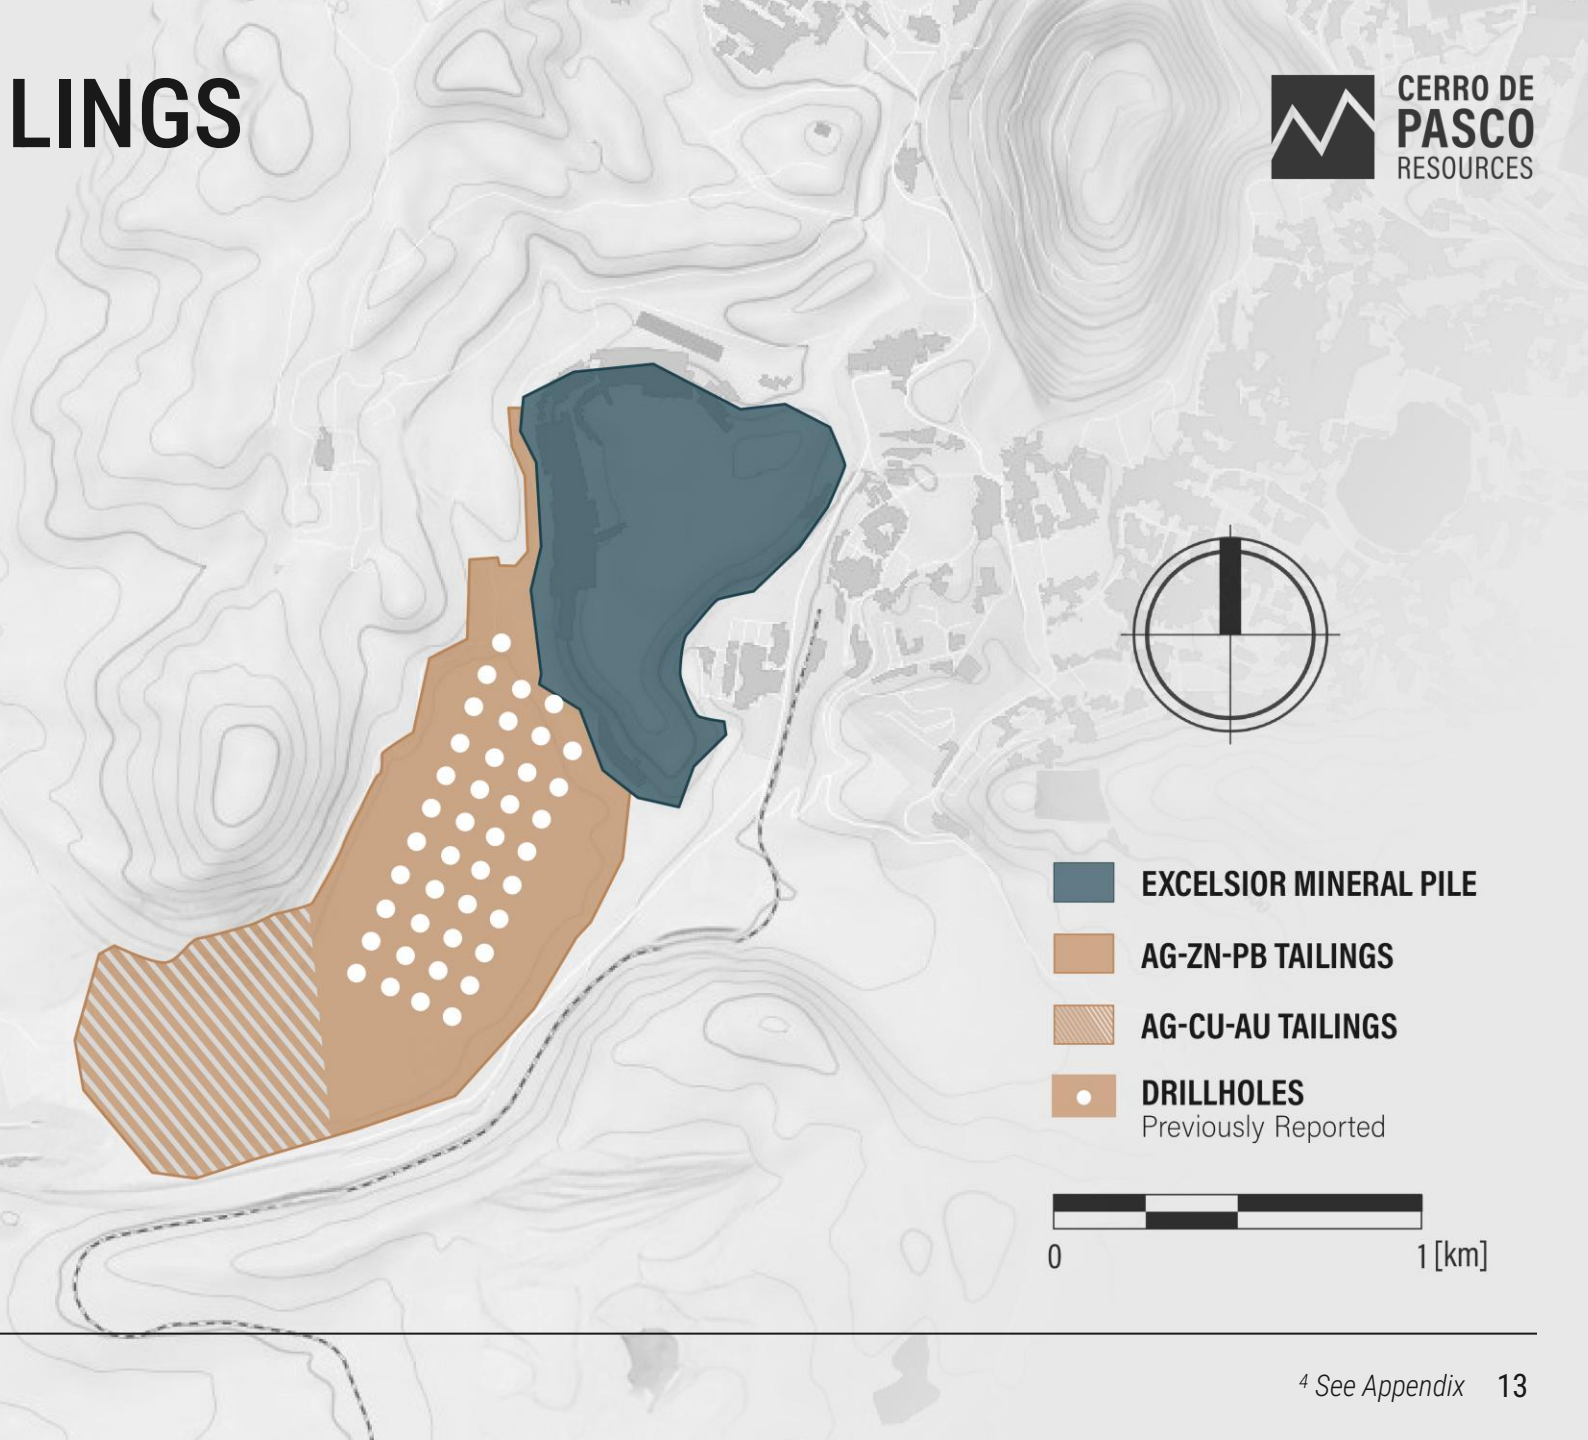 LINGS
CERRO DE
PASCO
RESOURCES
EXCELSIOR MINERAL PILE
AG-ZN-PB TAILINGS
AG-CU-AU TAILINGS
DRILLHOLES
Previously Reported
0 1 [km]
4 See Appendix 13